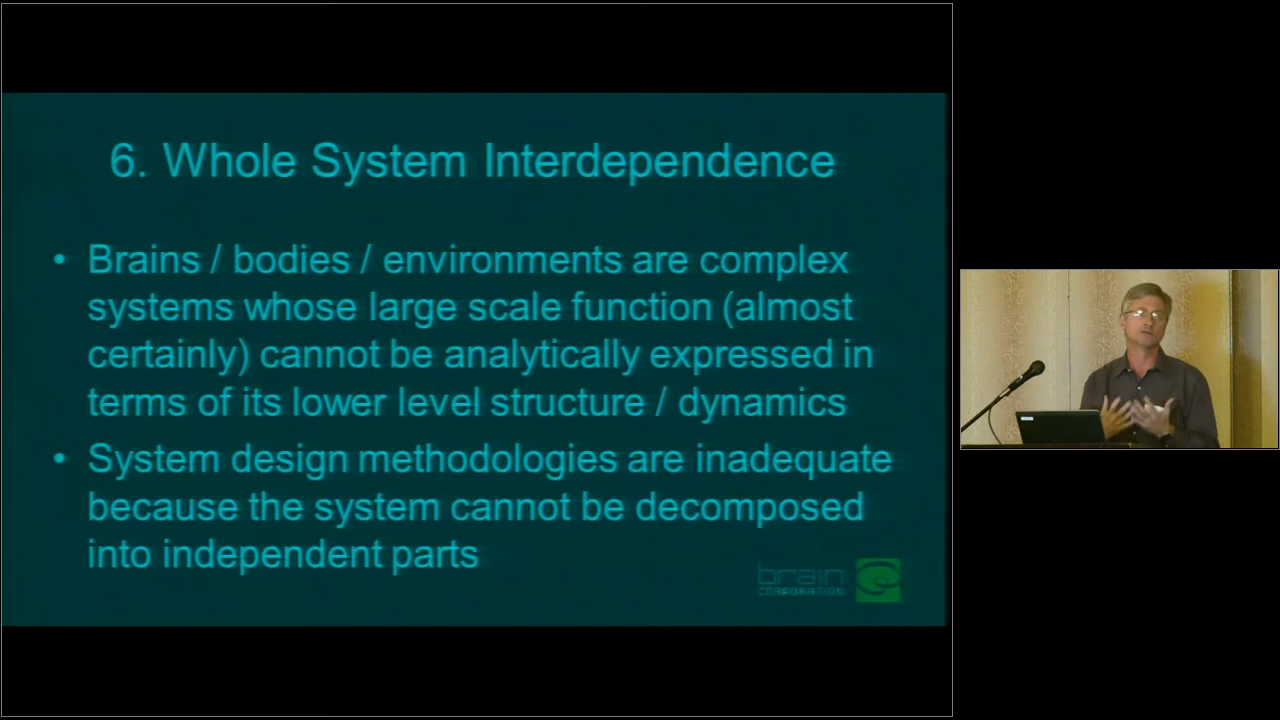 6. Whole System Interdependence
• Brains / bodies / environments are complex
systems whose large scale function (almost
certainly) cannot be analytically expressed in
terms of its lower level structure / dynamics
• System design methodologies are inadequate
because the system cannot be decomposed
into independent parts
brain
CORPORATION